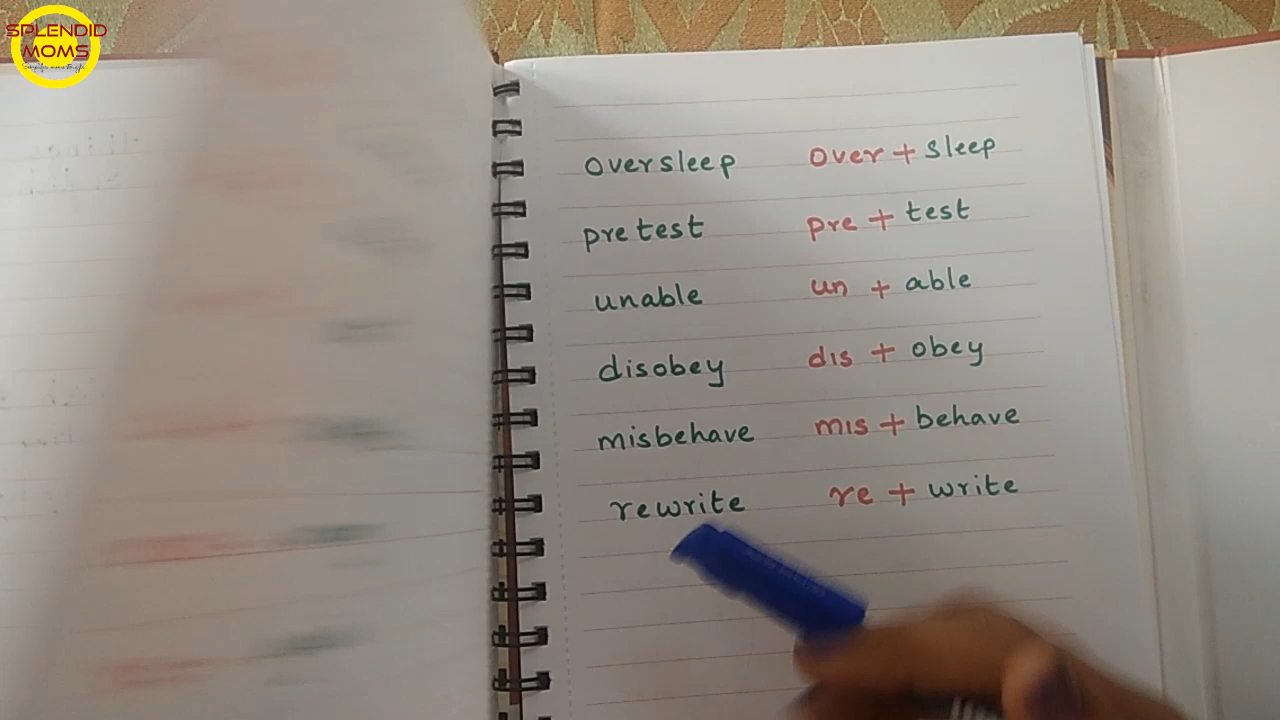 SPLENDID
MOMS
oversleep over + sleep
pretest pre + test
unable un + able
disobey dis + obey
misbehave mis + behave
rewrite re + write